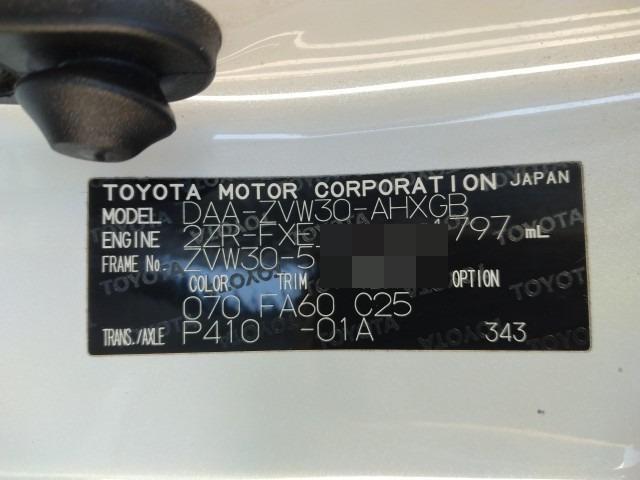 TOYOTA MOTOR CORPORATION JAPAN
MODEL DAA-ZVW30-AHXGB
ENGINE 2ZR-FXE 1797 mL
FRAME No. ZVW30-5
COLOR TRIM OPTION
070 FA60 C25
TRANS./AXLE P410 -01A 343